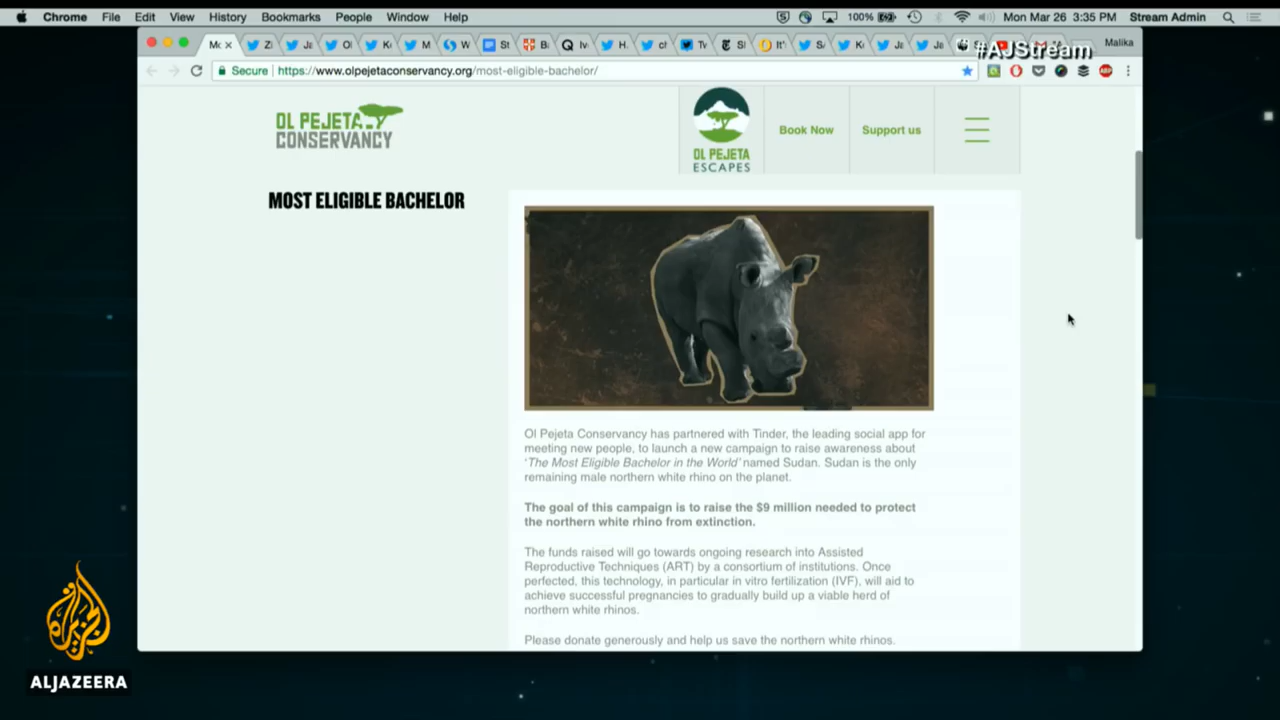 Chrome File Edit View History Bookmarks People Window Help
100% Mon Mar 26 3:35 PM Stream Admin
#AJStream
Malika
Secure https://www.olpejetaconservancy.org/most-eligible-bachelor/
OL PEJETA
CONSERVANCY
OL PEJETA
ESCAPES
Book Now
Support us
MOST ELIGIBLE BACHELOR
Ol Pejeta Conservancy has partnered with Tinder, the leading social app for
meeting new people, to launch a new campaign to raise awareness about
‘The Most Eligible Bachelor in the World’ named Sudan. Sudan is the only
remaining male northern white rhino on the planet.
The goal of this campaign is to raise the $9 million needed to protect
the northern white rhino from extinction.
The funds raised will go towards ongoing research into Assisted
Reproductive Techniques (ART) by a consortium of institutions. Once
perfected, this technology, in particular in vitro fertilization (IVF), will aid to
achieve successful pregnancies to gradually build up a viable herd of
northern white rhinos.
Please donate generously and help us save the northern white rhinos.
ALJAZEERA